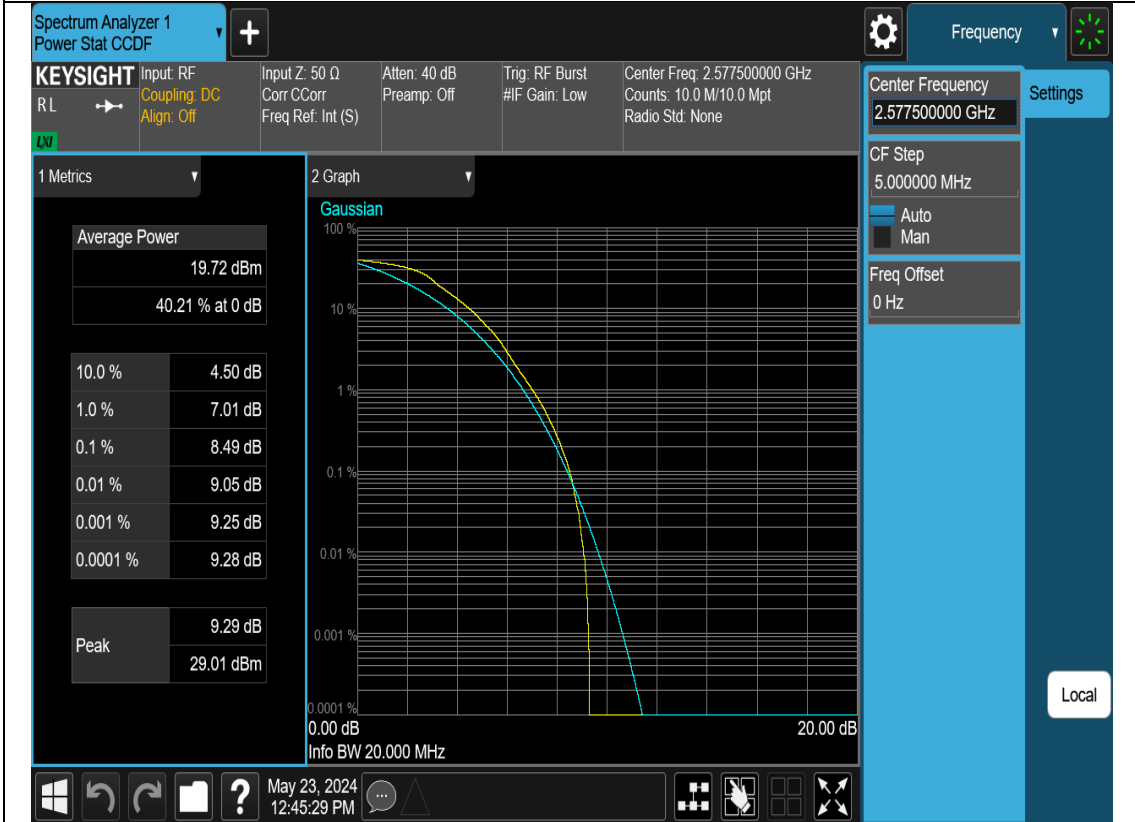 Spectrum Analyzer 1
Power Stat CCDF
+
Frequency
KEYSIGHT
RL
LXI
Input: RF
Coupling: DC
Align: Off
Input Z: 50 Ω
Corr CCorr
Freq Ref: Int (S)
Atten: 40 dB
Preamp: Off
Trig: RF Burst
#IF Gain: Low
Center Freq: 2.577500000 GHz
Counts: 10.0 M/10.0 Mpt
Radio Std: None
Center Frequency
2.577500000 GHz
Settings
CF Step
5.000000 MHz
Auto
Man
Freq Offset
0 Hz
1 Metrics
Average Power
19.72 dBm
40.21 % at 0 dB
10.0 % 4.50 dB
1.0 % 7.01 dB
0.1 % 8.49 dB
0.01 % 9.05 dB
0.001 % 9.25 dB
0.0001 % 9.28 dB
Peak
9.29 dB
29.01 dBm
2 Graph
Gaussian
100 %
10 %
1 %
0.1 %
0.01 %
0.001 %
0.0001 %
0.00 dB 20.00 dB
Info BW 20.000 MHz
Local
?
May 23, 2024
12:45:29 PM